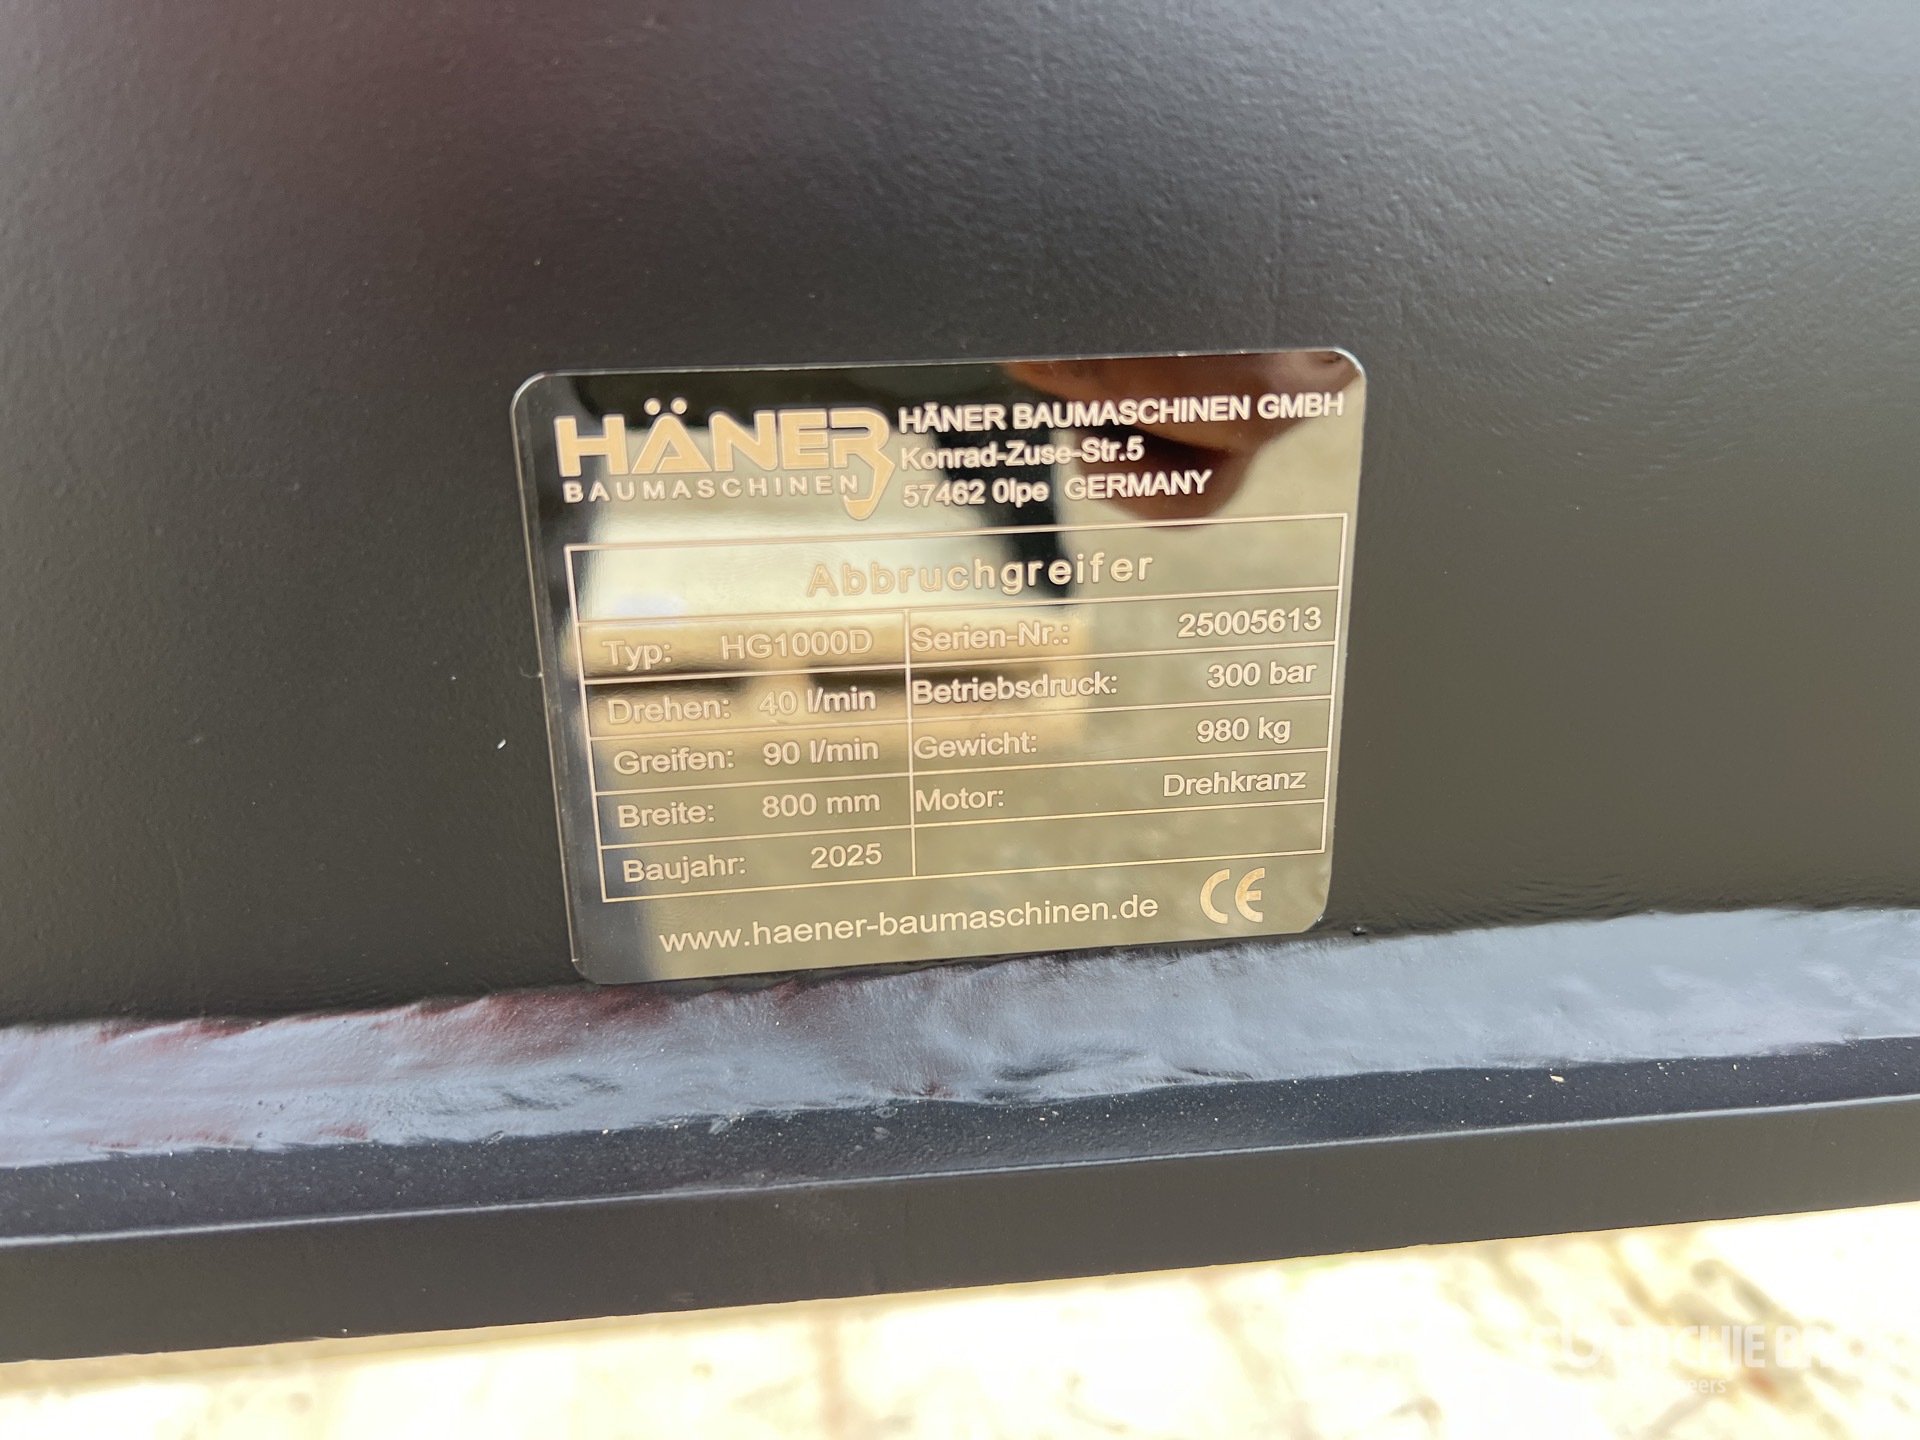 HÄNER
BAUMASCHINEN
HÄNER BAUMASCHINEN GMBH
Konrad-Zuse-Str.5
57462 Olpe GERMANY
Abbruchgreifer
Typ: HG1000D Serien-Nr.: 25005613
Drehen: 40 l/min Betriebsdruck: 300 bar
Greifen: 90 l/min Gewicht: 980 kg
Breite: 800 mm Motor: Drehkranz
Baujahr: 2025
www.haener-baumaschinen.de CE